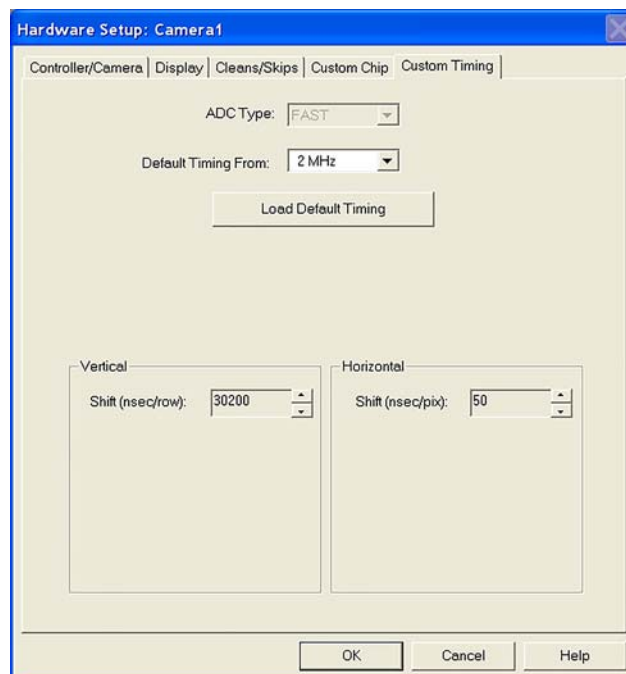 Hardware Setup: Camera1
Controller/Camera Display Cleans/Skips Custom Chip Custom Timing
ADC Type: FAST
Default Timing From: 2 MHz
Load Default Timing
Vertical Horizontal
Shift (nsec/row): 30200 Shift (nsec/pix): 50
OK Cancel Help